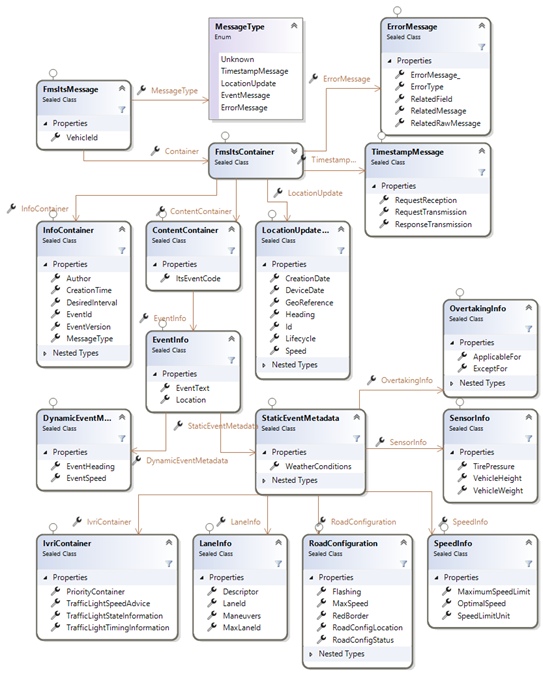 MessageType
Enum
Unknown
TimestampMessage
LocationUpdate
EventMessage
ErrorMessage
ErrorMessage
Sealed Class
Properties
ErrorMessage_
ErrorType
RelatedField
RelatedMessage
RelatedRawMessage
FmsItsMessage
Sealed Class
Properties
VehicleId
MessageType
ErrorMessage
Container
FmsItsContainer
Sealed Class
Timestamp...
TimestampMessage
Sealed Class
Properties
RequestReception
RequestTransmission
ResponseTransmission
LocationUpdate
InfoContainer
ContentContainer
InfoContainer
Sealed Class
Properties
Author
CreationTime
DesiredInterval
EventId
EventVersion
MessageType
Nested Types
ContentContainer
Sealed Class
Properties
ItsEventCode
LocationUpdate...
Sealed Class
Properties
CreationDate
DeviceDate
GeoReference
Heading
Id
Lifecycle
Speed
Nested Types
EventInfo
EventInfo
Sealed Class
Properties
EventText
Location
OvertakingInfo
Sealed Class
Properties
ApplicableFor
ExceptFor
Nested Types
OvertakingInfo
DynamicEventM...
Sealed Class
Properties
EventHeading
EventSpeed
StaticEventMetadata
DynamicEventMetadata
StaticEventMetadata
Sealed Class
Properties
WeatherConditions
Nested Types
SensorInfo
SensorInfo
Sealed Class
Properties
TirePressure
VehicleHeight
VehicleWeight
IvriContainer
LaneInfo
RoadConfiguration
SpeedInfo
IvriContainer
Sealed Class
Properties
PriorityContainer
TrafficLightSpeedAdvice
TrafficLightStateInformation
TrafficLightTimingInformation
LaneInfo
Sealed Class
Properties
Descriptor
LaneId
Maneuvers
MaxLaneId
RoadConfiguration
Sealed Class
Properties
Flashing
MaxSpeed
RedBorder
RoadConfigLocation
RoadConfigStatus
Nested Types
SpeedInfo
Sealed Class
Properties
MaximumSpeedLimit
OptimalSpeed
SpeedLimitUnit